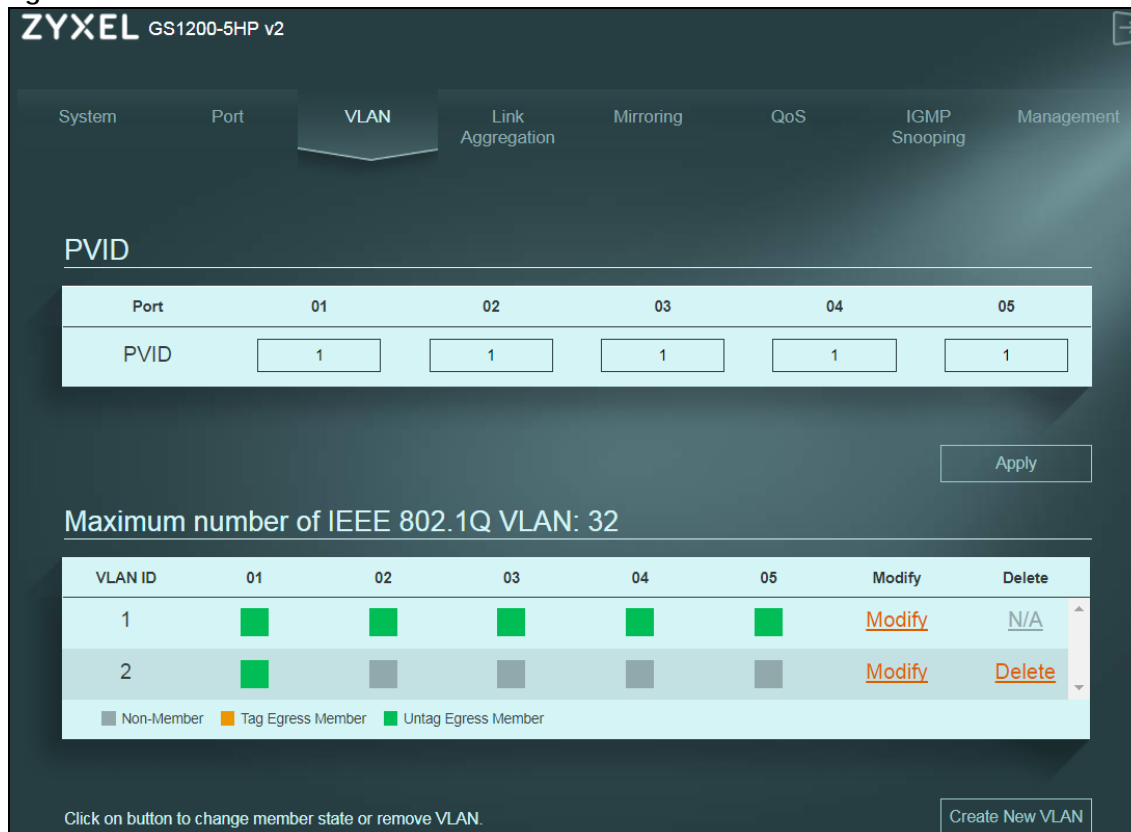 ZYXEL GS1200-5HP v2
System Port VLAN Link Aggregation Mirroring QoS IGMP Snooping Management
PVID
Port 01 02 03 04 05
PVID 1 1 1 1 1
Apply
Maximum number of IEEE 802.1Q VLAN: 32
VLAN ID 01 02 03 04 05 Modify Delete
1 Modify N/A
2 Modify Delete
Non-Member Tag Egress Member Untag Egress Member
Click on button to change member state or remove VLAN.
Create New VLAN